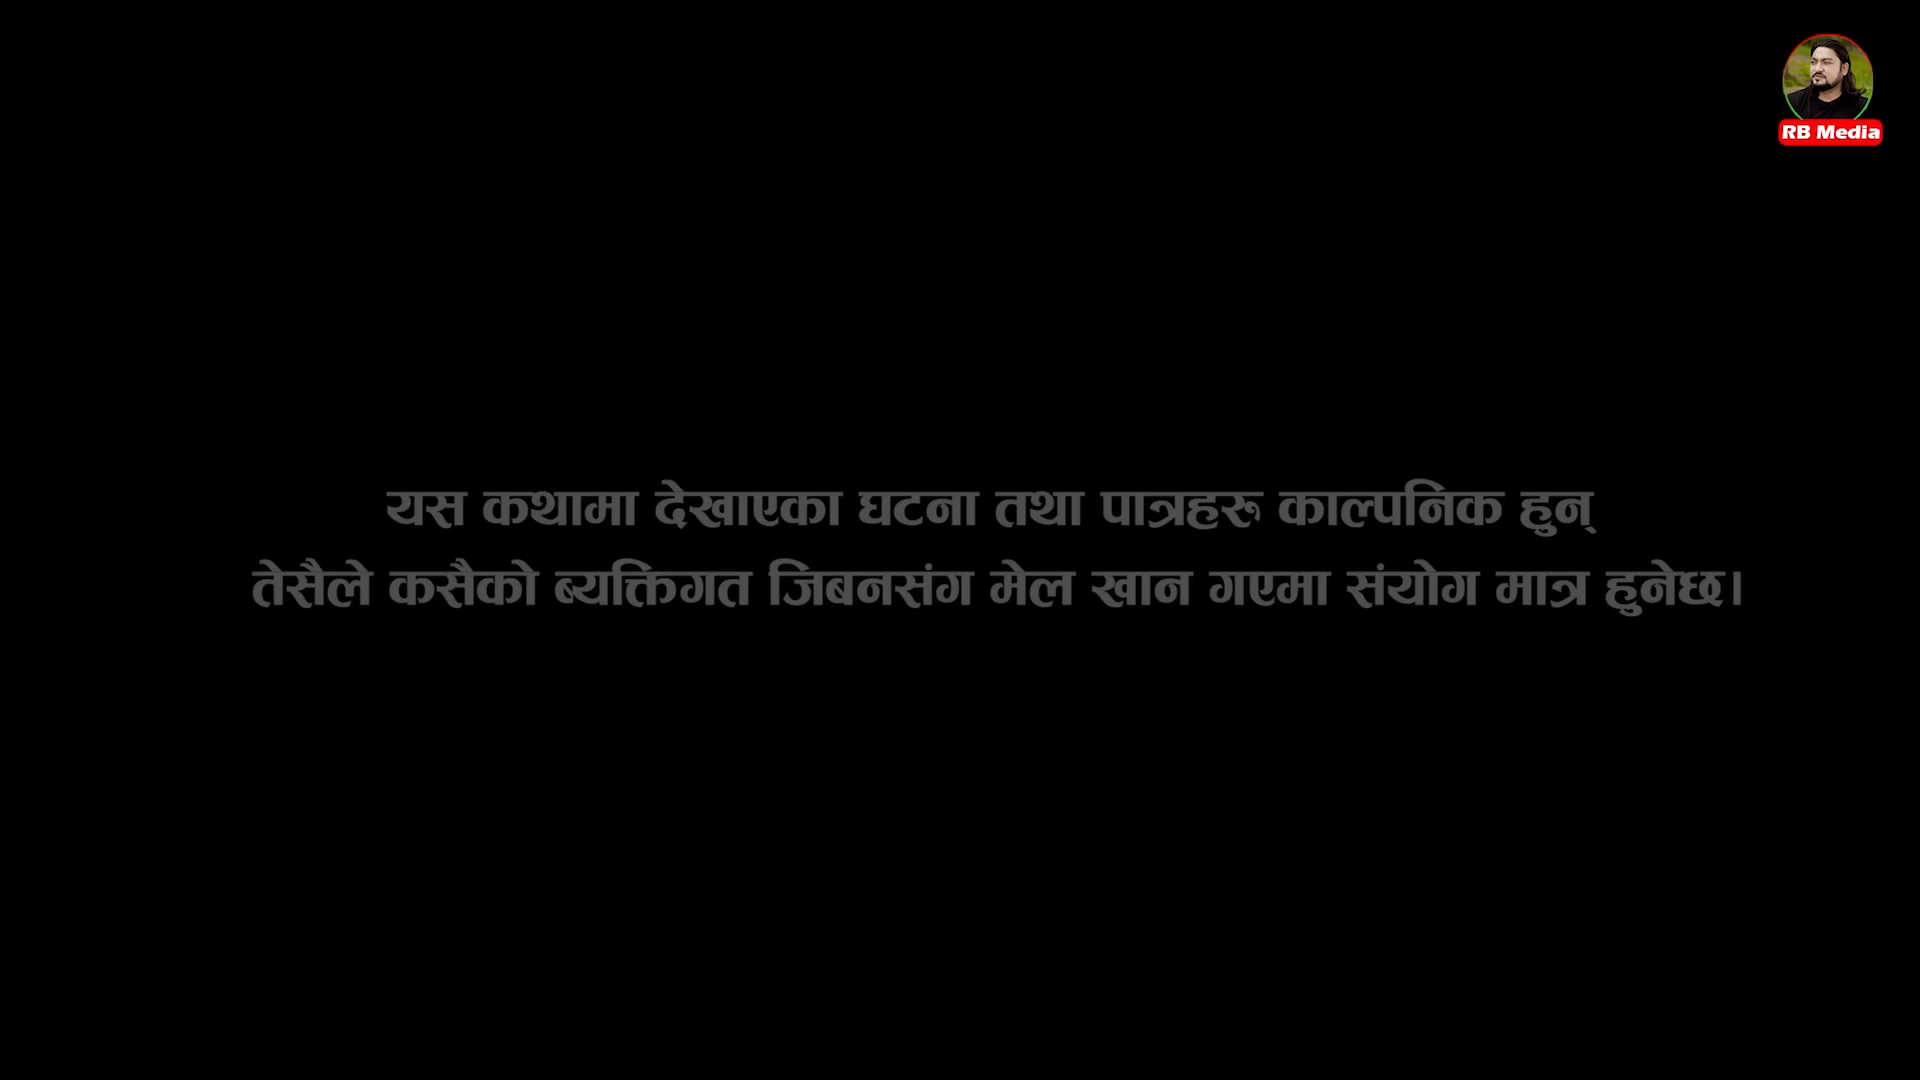 RB Media
यस कथामा देखाएका घटना तथा पात्रहरू काल्पनिक हुन्
तेसैले कसैको ब्यक्तिगत जिबनसंग मेल खान गएमा संयोग मात्र हुनेछ।